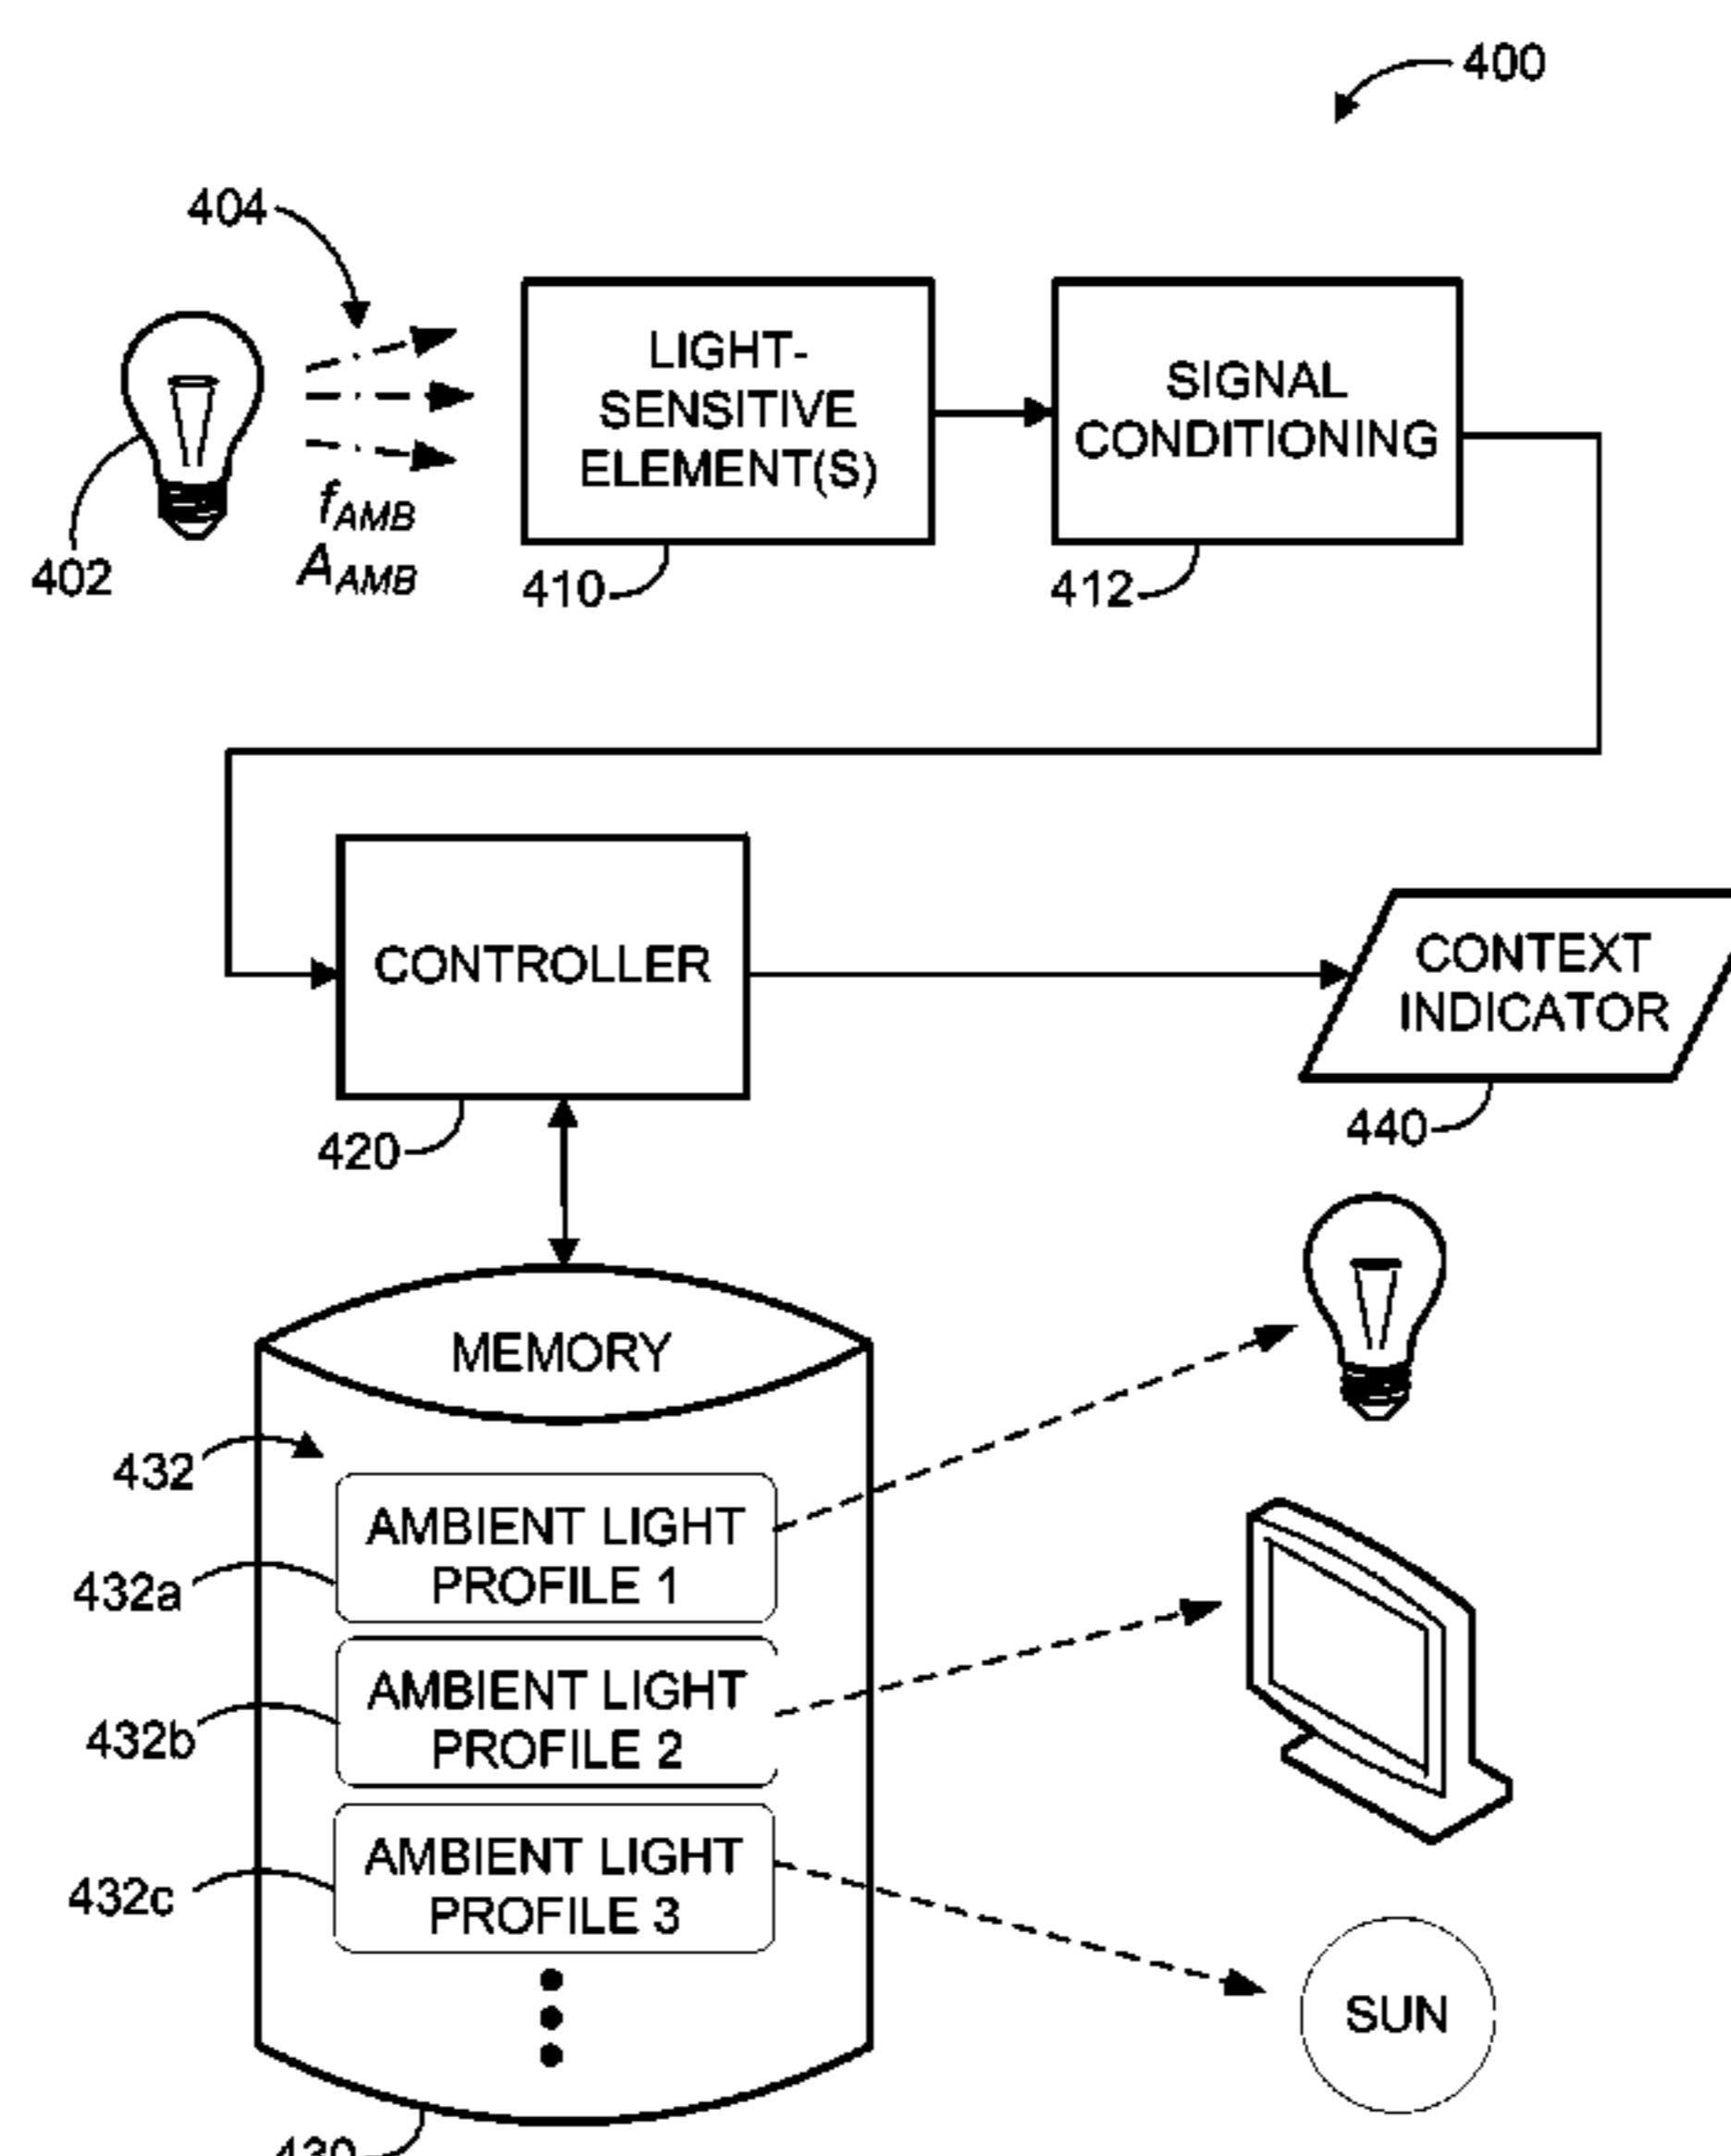 400
404
LIGHT-
SENSITIVE
ELEMENT(S)
SIGNAL
CONDITIONING
402
fAMB
AAMB
410
412
CONTROLLER
CONTEXT
INDICATOR
420
440
MEMORY
432
AMBIENT LIGHT
PROFILE 1
432a
AMBIENT LIGHT
PROFILE 2
432b
AMBIENT LIGHT
PROFILE 3
432c
SUN
430